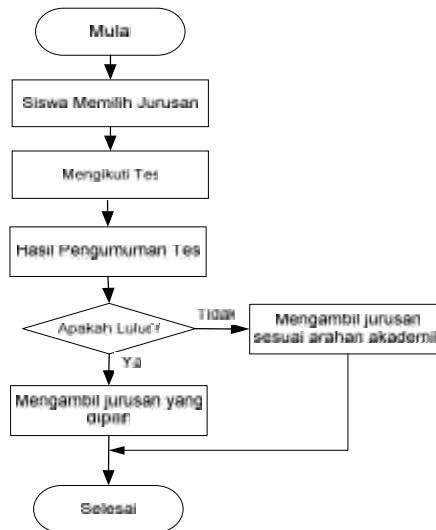 Mulai
Siswa Memilih Jurusan
Mengikuti Tes
Hasil Pengumuman Tes
Apakah Lulus?
Tidak
Mengambil jurusan
sesuai arahan akademik
Ya
Mengambil jurusan yang
dipilih
Selesai